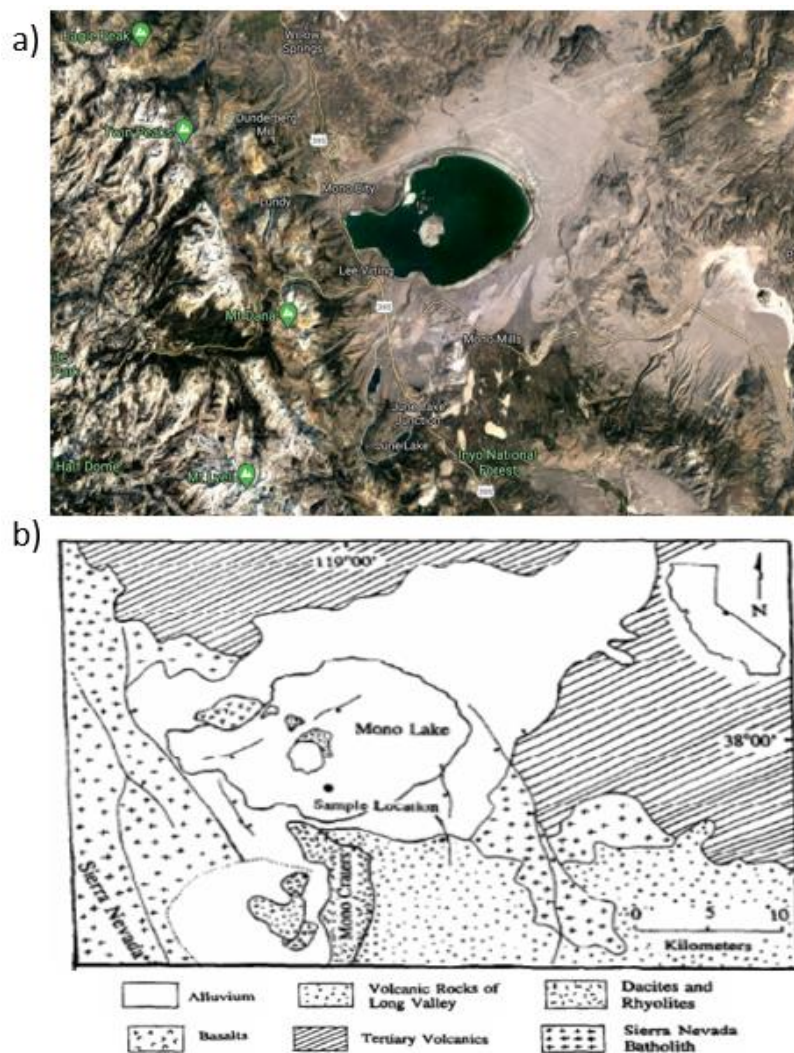 a)
Eagle Peak
Willow
Springs
Twin Peaks
Dunderberg
Mill
395
Mono City
Lundy
Lee Vining
395
Mt Dana
Mono Mills
June Lake
Junction
June Lake
Half Dome
Mt Lyell
Inyo National
Forest
395
b)
119°00'
N
Mono Lake
38°00'
Sample Location
Mono Craters
Sierra Nevada
0 5 10
Kilometers
Alluvium
Volcanic Rocks of
Long Valley
Dacites and
Rhyolites
Basalts
Tertiary Volcanics
Sierra Nevada
Batholith